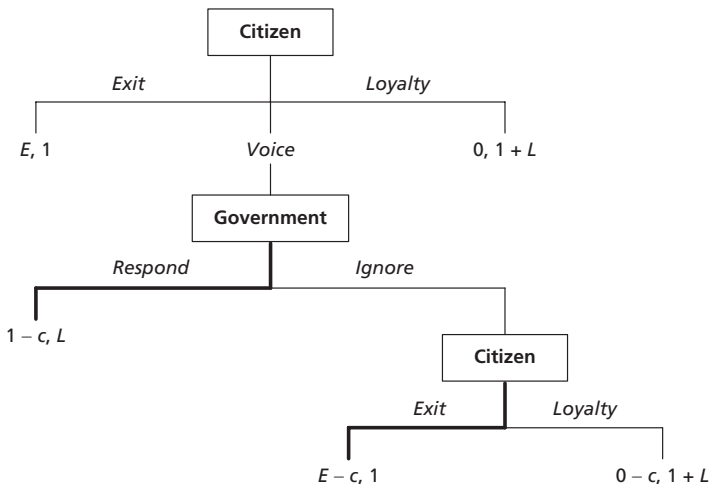 Citizen
Exit Loyalty
E, 1 Voice 0, 1 + L
Government
Respond Ignore
1 – c, L
Citizen
Exit Loyalty
E – c, 1 0 – c, 1 + L